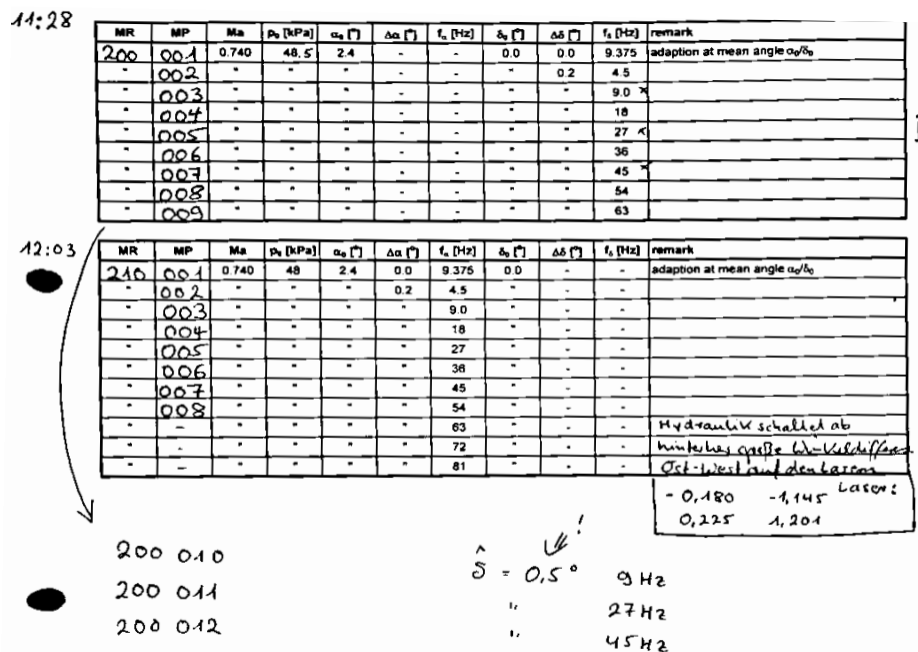 11:28
MR MP Ma p₀ [kPa] α₀ [°] Δα [°] fα [Hz] δ₀ [°] Δδ [°] fδ [Hz] remark
200 001 0.740 48.5 2.4 - - 0.0 0.0 9.375 adaption at mean angle α₀/δ₀
" 002 " " " - - " 0.2 4.5
" 003 " " " - - " " 9.0 x
" 004 " " " - - " " 18
" 005 " " " - - " " 27 x
" 006 " " " - - " " 36
" 007 " " " - - " " 45 x
" 008 " " " - - " " 54
" 009 " " " - - " " 63
12:03
MR MP Ma p₀ [kPa] α₀ [°] Δα [°] fα [Hz] δ₀ [°] Δδ [°] fδ [Hz] remark
210 001 0.740 48 2.4 0.0 9.375 0.0 - - adaption at mean angle α₀/δ₀
" 002 " " " 0.2 4.5 " - -
" 003 " " " " 9.0 " - -
" 004 " " " " 18 " - -
" 005 " " " " 27 " - -
" 006 " " " " 36 " - -
" 007 " " " " 45 " - -
" 008 " " " " 54 " - -
" - " " " " 63 " - - Hydraulik schaltet ab
" - " " " " 72 " - - hinterher große
" - " " " " 81 " - - Ost-West auf den Lasern
Laser:
- 0,180 -1,145
0,225 1,201
200 010 δ̂ = 0,5° ! 9 Hz
200 011 " 27 Hz
200 012 " 45 Hz